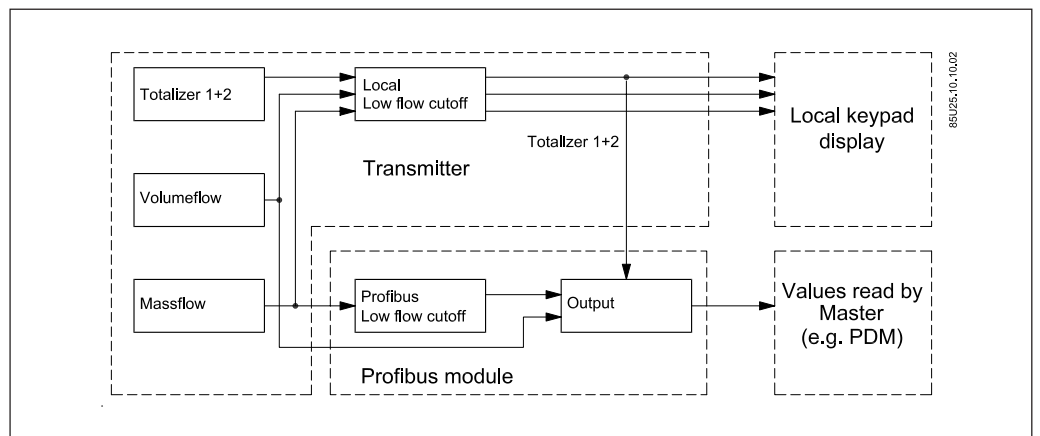 Totalizer 1+2
Local
Low flow cutoff
Local keypad
display
85U25.10.10.02
Totalizer 1+2
Transmitter
Volumeflow
Massflow
Profibus
Low flow cutoff
Output
Values read by
Master
(e.g. PDM)
Profibus module